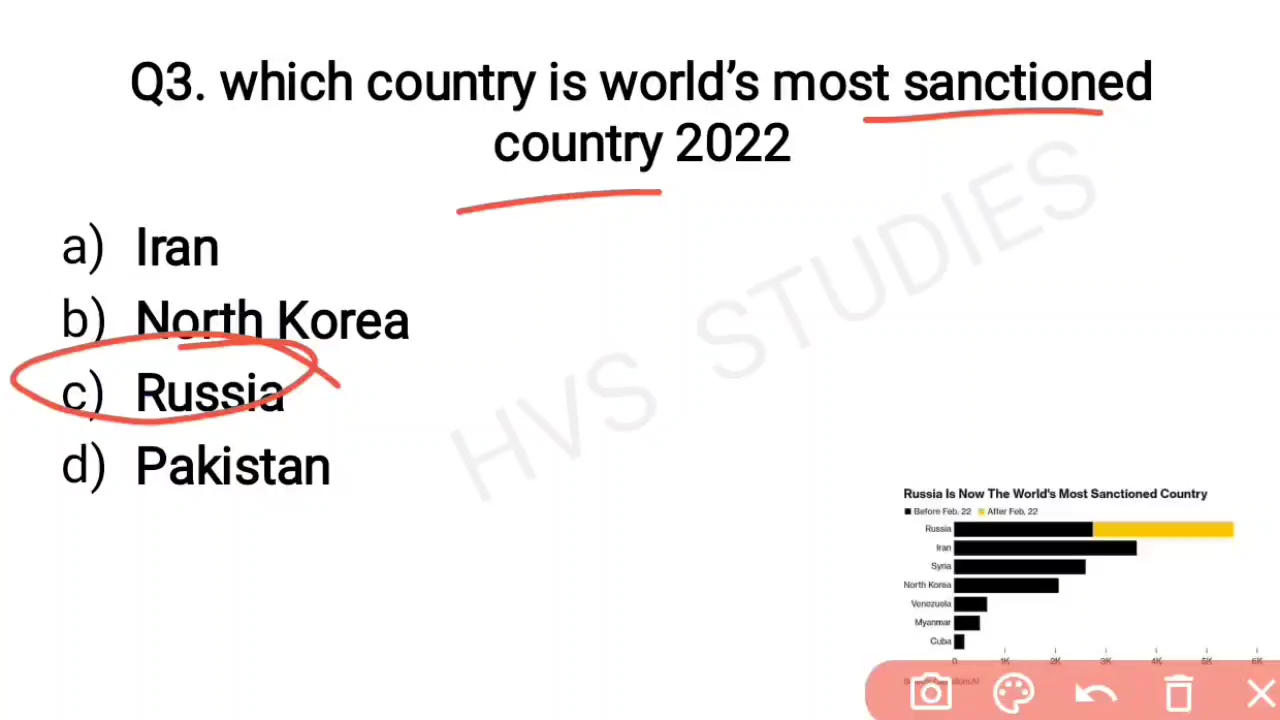 Q3. which country is world’s most sanctioned
country 2022
a) Iran
b) North Korea
c) Russia
d) Pakistan
HVS STUDIES
Russia Is Now The World's Most Sanctioned Country
Before Feb. 22 After Feb. 22
Russia
Iran
Syria
North Korea
Venezuela
Myanmar
Cuba
0 1K 2K 3K 4K 5K 6K